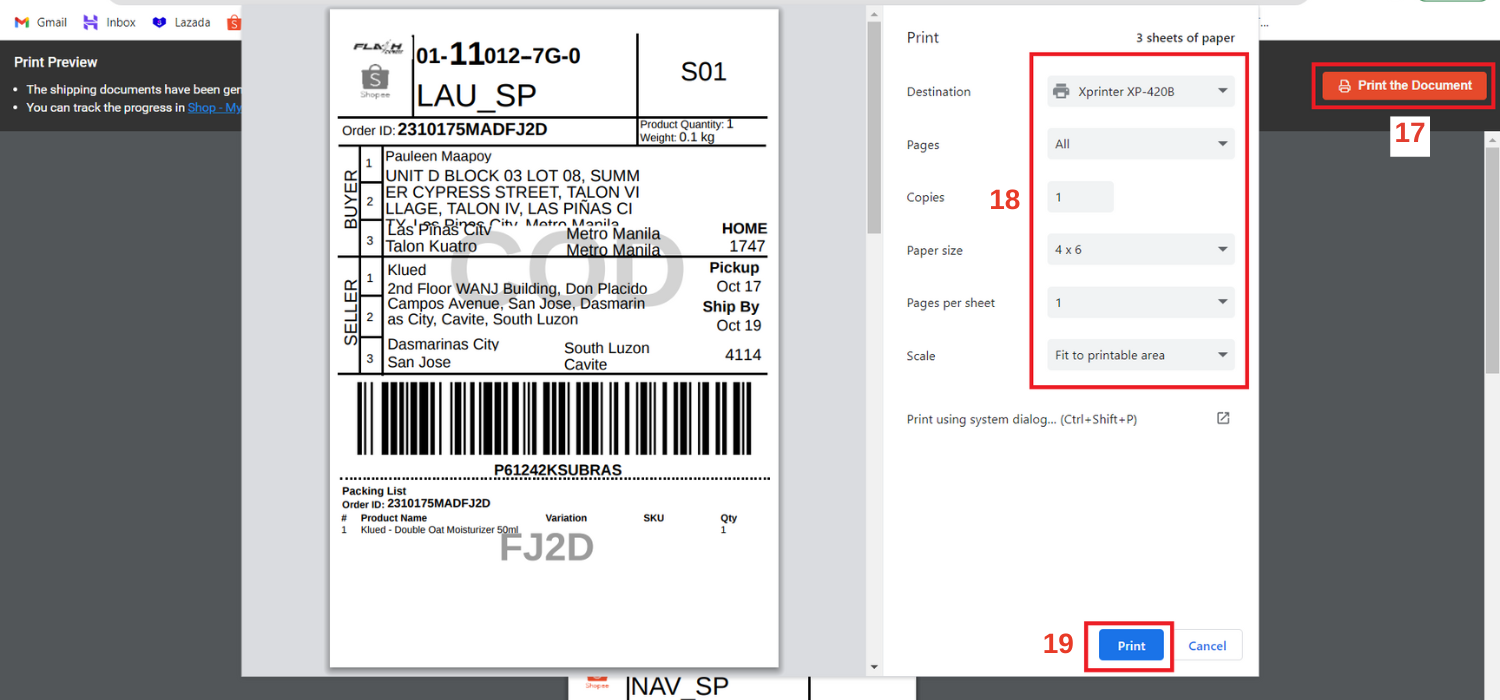 Gmail
Inbox
Lazada
Print Preview
The shipping documents have been gen
You can track the progress in Shop - My
FLASH
Shopee
01-11012–7G-0
LAU_SP
S01
Order ID: 2310175MADFJ2D
Product Quantity: 1
Weight: 0.1 kg
BUYER
1
2
3
Pauleen Maapoy
UNIT D BLOCK 03 LOT 08, SUMM
ER CYPRESS STREET, TALON VI
LLAGE, TALON IV, LAS PIÑAS CI
TY, Las Pinas City, Metro Manila
Las Pinas City
Metro Manila
HOME
Talon Kuatro
Metro Manila
1747
COD
SELLER
1
2
3
Klued
2nd Floor WANJ Building, Don Placido
Campos Avenue, San Jose, Dasmarin
as City, Cavite, South Luzon
Pickup
Oct 17
Ship By
Oct 19
Dasmarinas City
South Luzon
San Jose
Cavite
4114
P61242KSUBRAS
Packing List
Order ID: 2310175MADFJ2D
# Product Name Variation SKU Qty
1 Klued - Double Oat Moisturizer 50ml 1
FJ2D
Shopee
NAV_SP
Print
3 sheets of paper
Destination
Xprinter XP-420B
Pages
All
Copies
1
18
Paper size
4 x 6
Pages per sheet
1
Scale
Fit to printable area
Print using system dialog... (Ctrl+Shift+P)
19
Print
Cancel
Print the Document
17